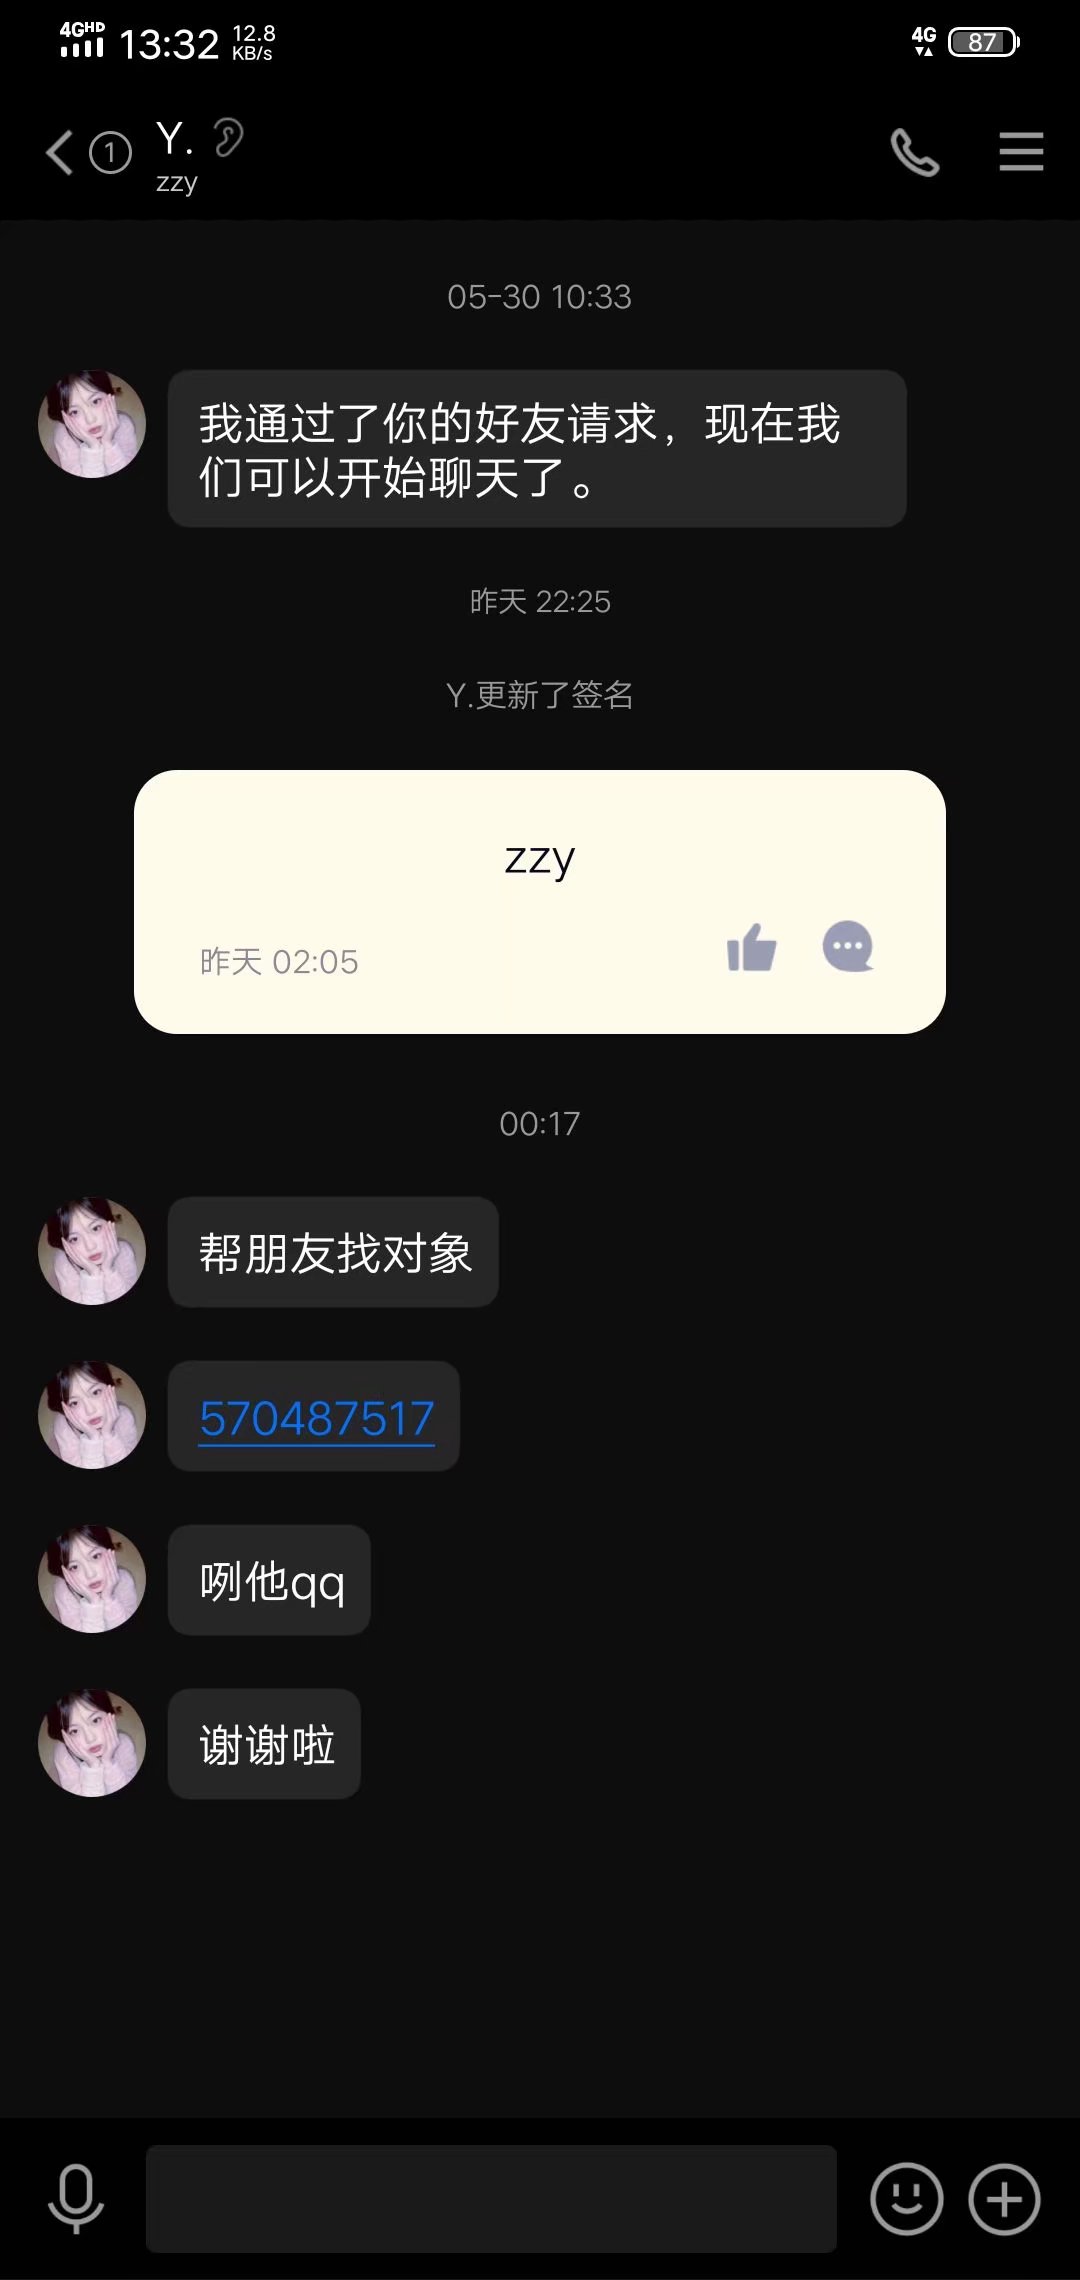 4GHD 13:32 12.8 KB/s 4G 87
1 Y.
zzy
05-30 10:33
我通过了你的好友请求，现在我
们可以开始聊天了。
昨天 22:25
Y.更新了签名
zzy
昨天 02:05
00:17
帮朋友找对象
570487517
咧他qq
谢谢啦